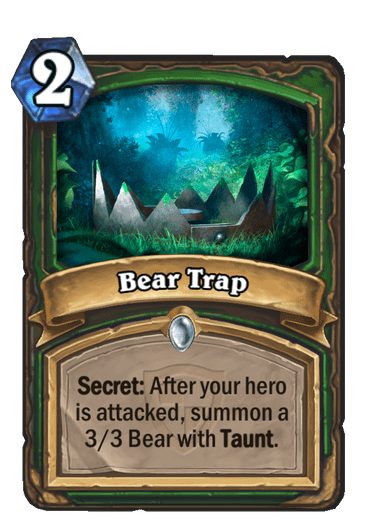 2
Bear Trap
Secret: After your hero
is attacked, summon a
3/3 Bear with Taunt.